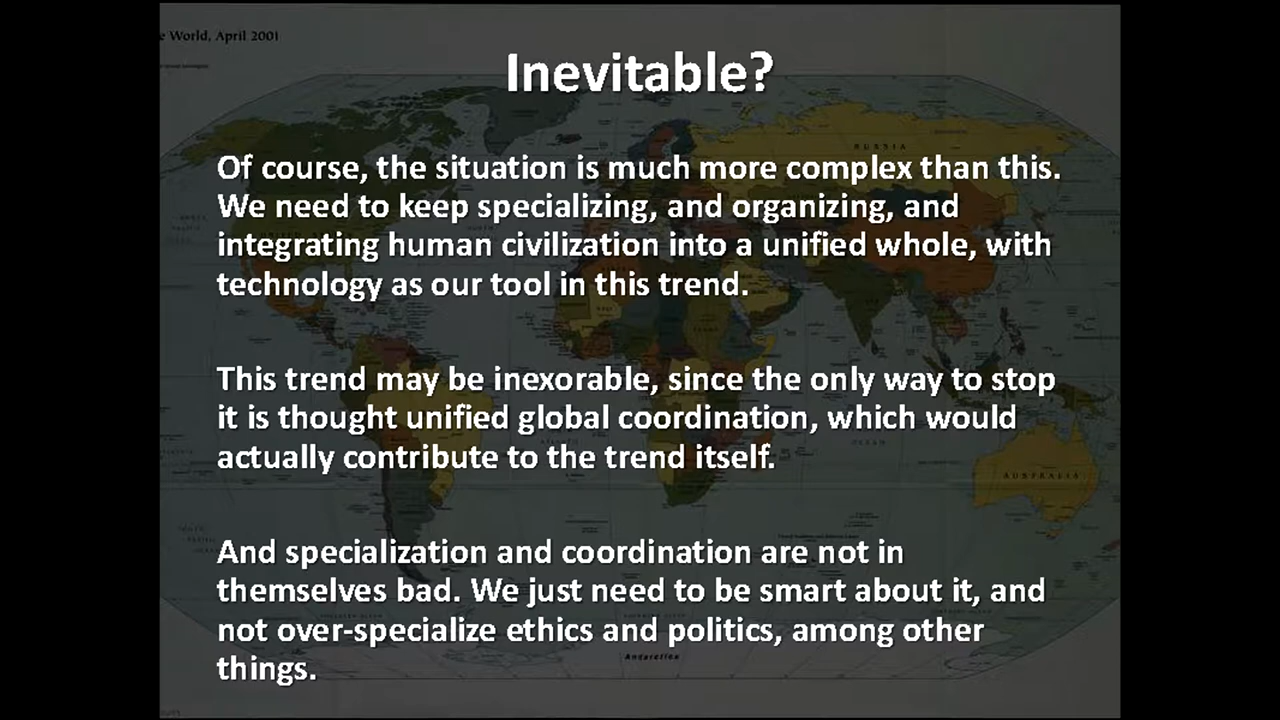 e World, April 2001
Inevitable?
RUSSIA
Of course, the situation is much more complex than this.
We need to keep specializing, and organizing, and
integrating human civilization into a unified whole, with
technology as our tool in this trend.
This trend may be inexorable, since the only way to stop
it is thought unified global coordination, which would
actually contribute to the trend itself.
AUSTRALIA
And specialization and coordination are not in
themselves bad. We just need to be smart about it, and
not over-specialize ethics and politics, among other
things.
Antarctica